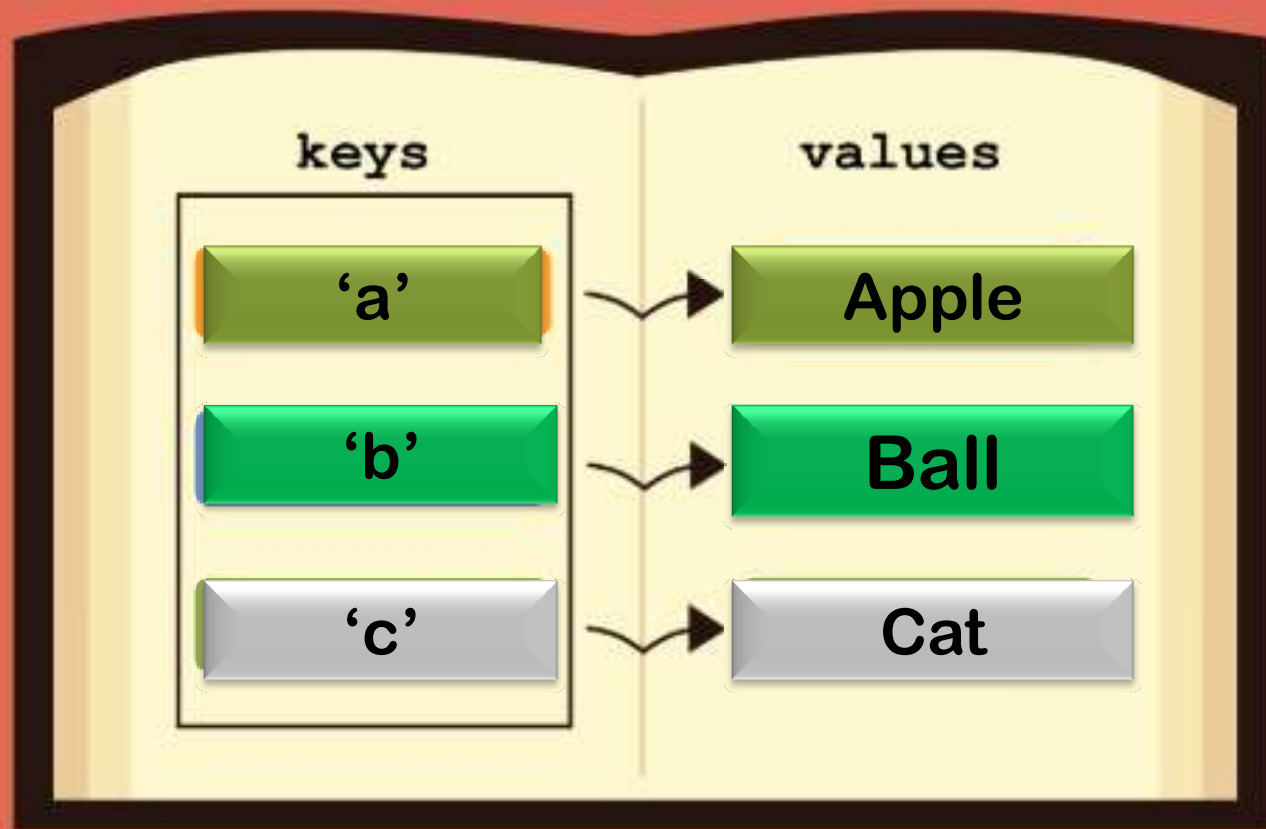 keys values
‘a’ Apple
‘b’ Ball
‘c’ Cat